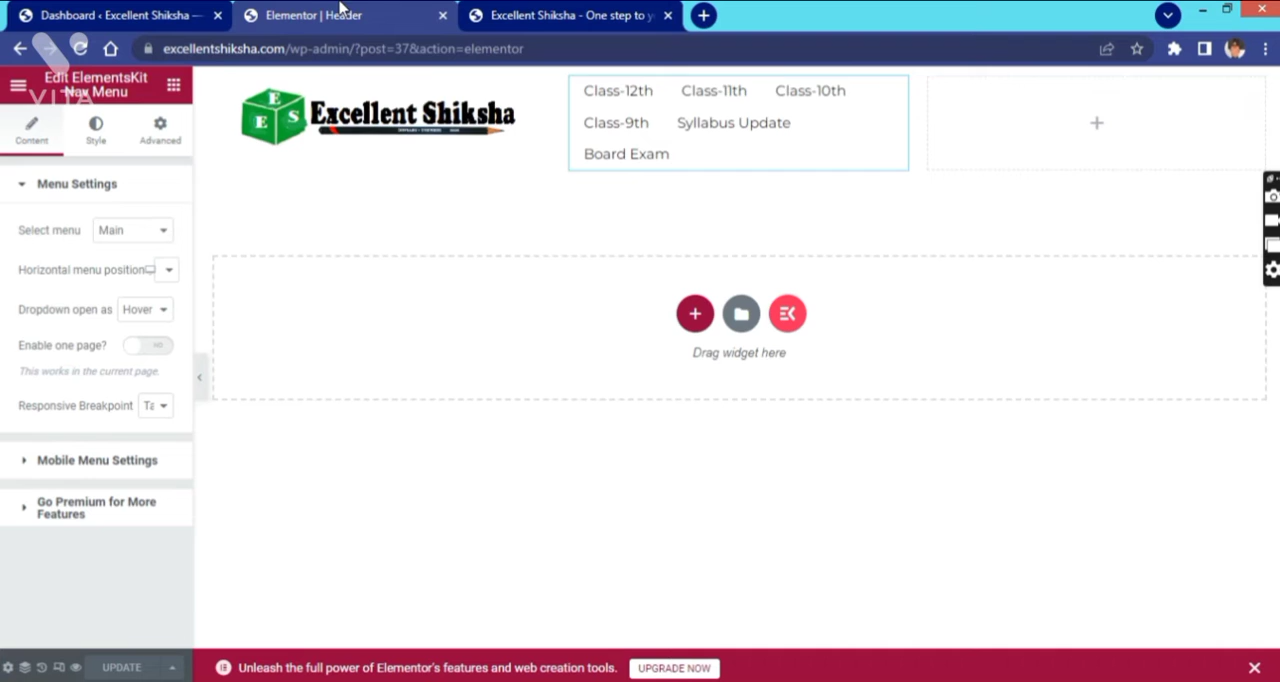 Dashboard ‹ Excellent Shiksha —
Elementor | Header
Excellent Shiksha - One step to y
excellentshiksha.com/wp-admin/?post=37&action=elementor
Edit ElementsKit
Nav Menu
VITA
Content
Style
Advanced
Menu Settings
Select menu
Main
Horizontal menu position
Dropdown open as
Hover
Enable one page?
NO
This works in the current page.
Responsive Breakpoint
Ta
Mobile Menu Settings
Go Premium for More
Features
UPDATE
E E S
Excellent Shiksha
Class-12th Class-11th Class-10th
Class-9th Syllabus Update
Board Exam
Drag widget here
Unleash the full power of Elementor's features and web creation tools.
UPGRADE NOW